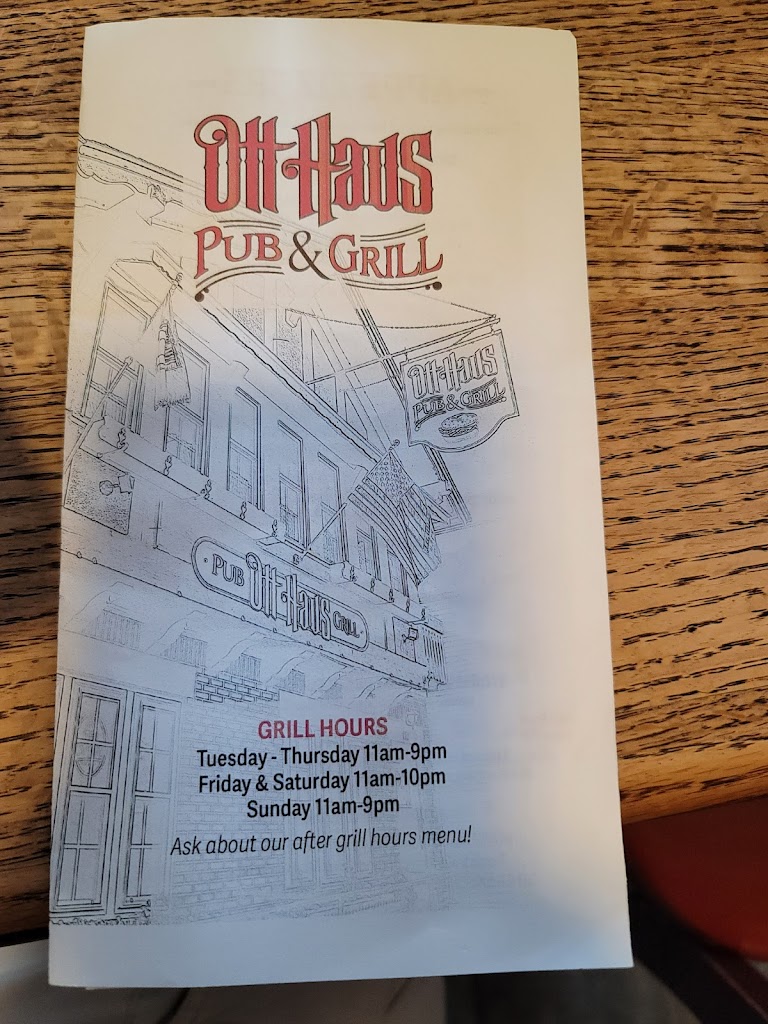 Ott Haus
PUB & GRILL
Ott-Haus
PUB & GRILL
PUB Ott-Haus GRILL
GRILL HOURS
Tuesday - Thursday 11am-9pm
Friday & Saturday 11am-10pm
Sunday 11am-9pm
Ask about our after grill hours menu!